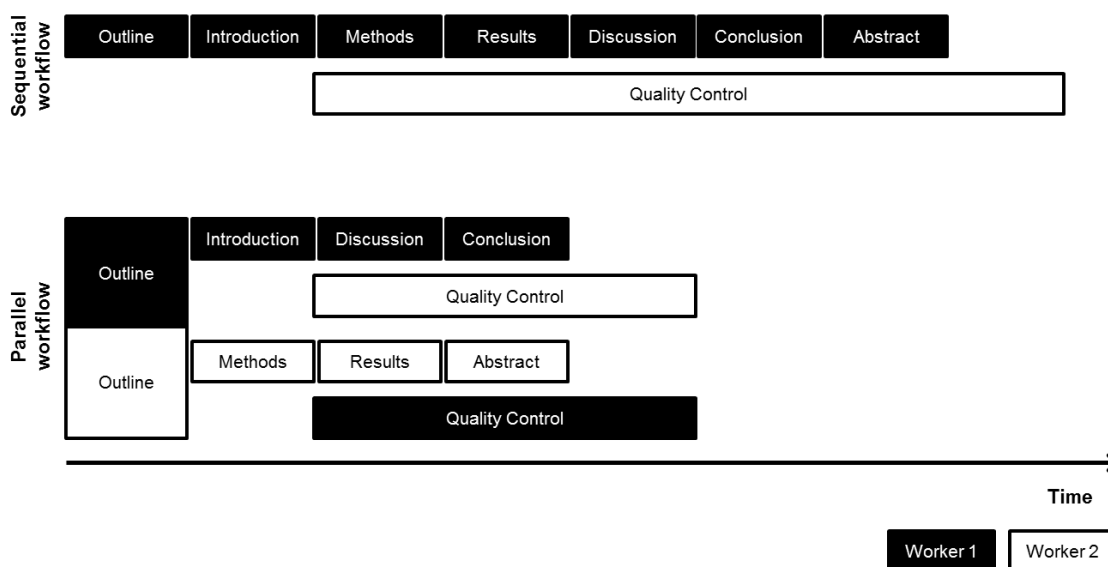 Sequential
workflow
Outline
Introduction
Methods
Results
Discussion
Conclusion
Abstract
Quality Control
Parallel
workflow
Outline
Introduction
Discussion
Conclusion
Quality Control
Outline
Methods
Results
Abstract
Quality Control
Time
Worker 1
Worker 2